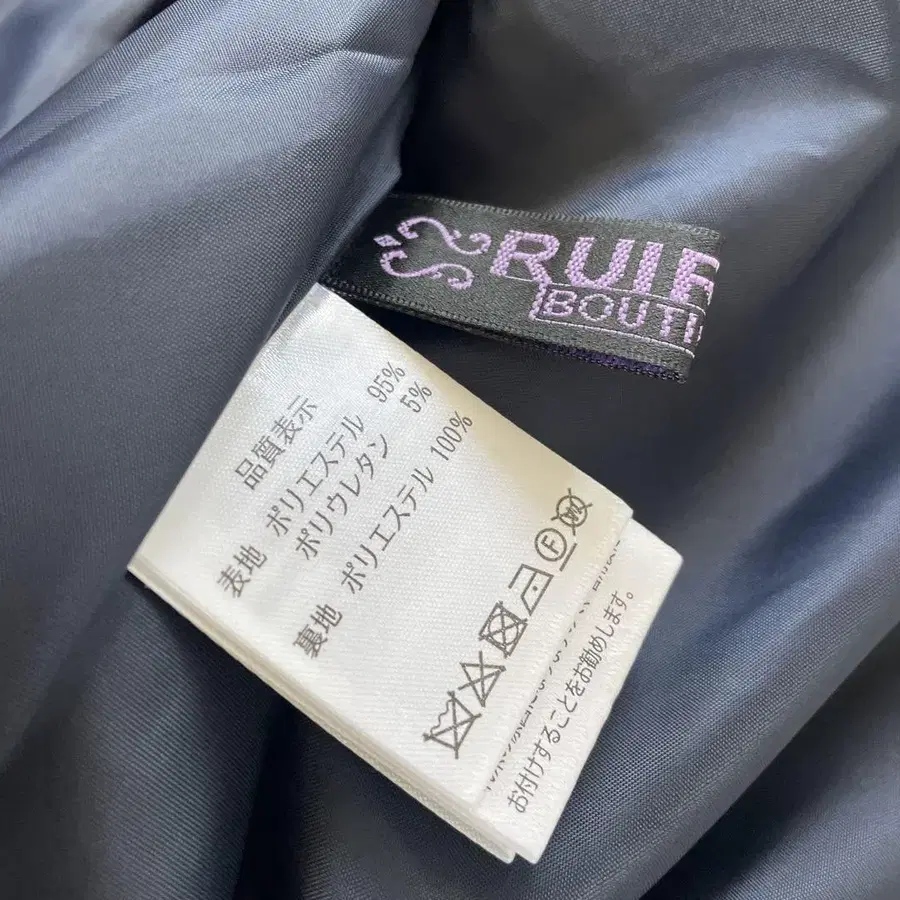 RUIR
BOUTI
品質表示
表地 ポリエステル 95%
ポリウレタン 5%
裏地 ポリエステル 100%
お付けすることをお勧めします。